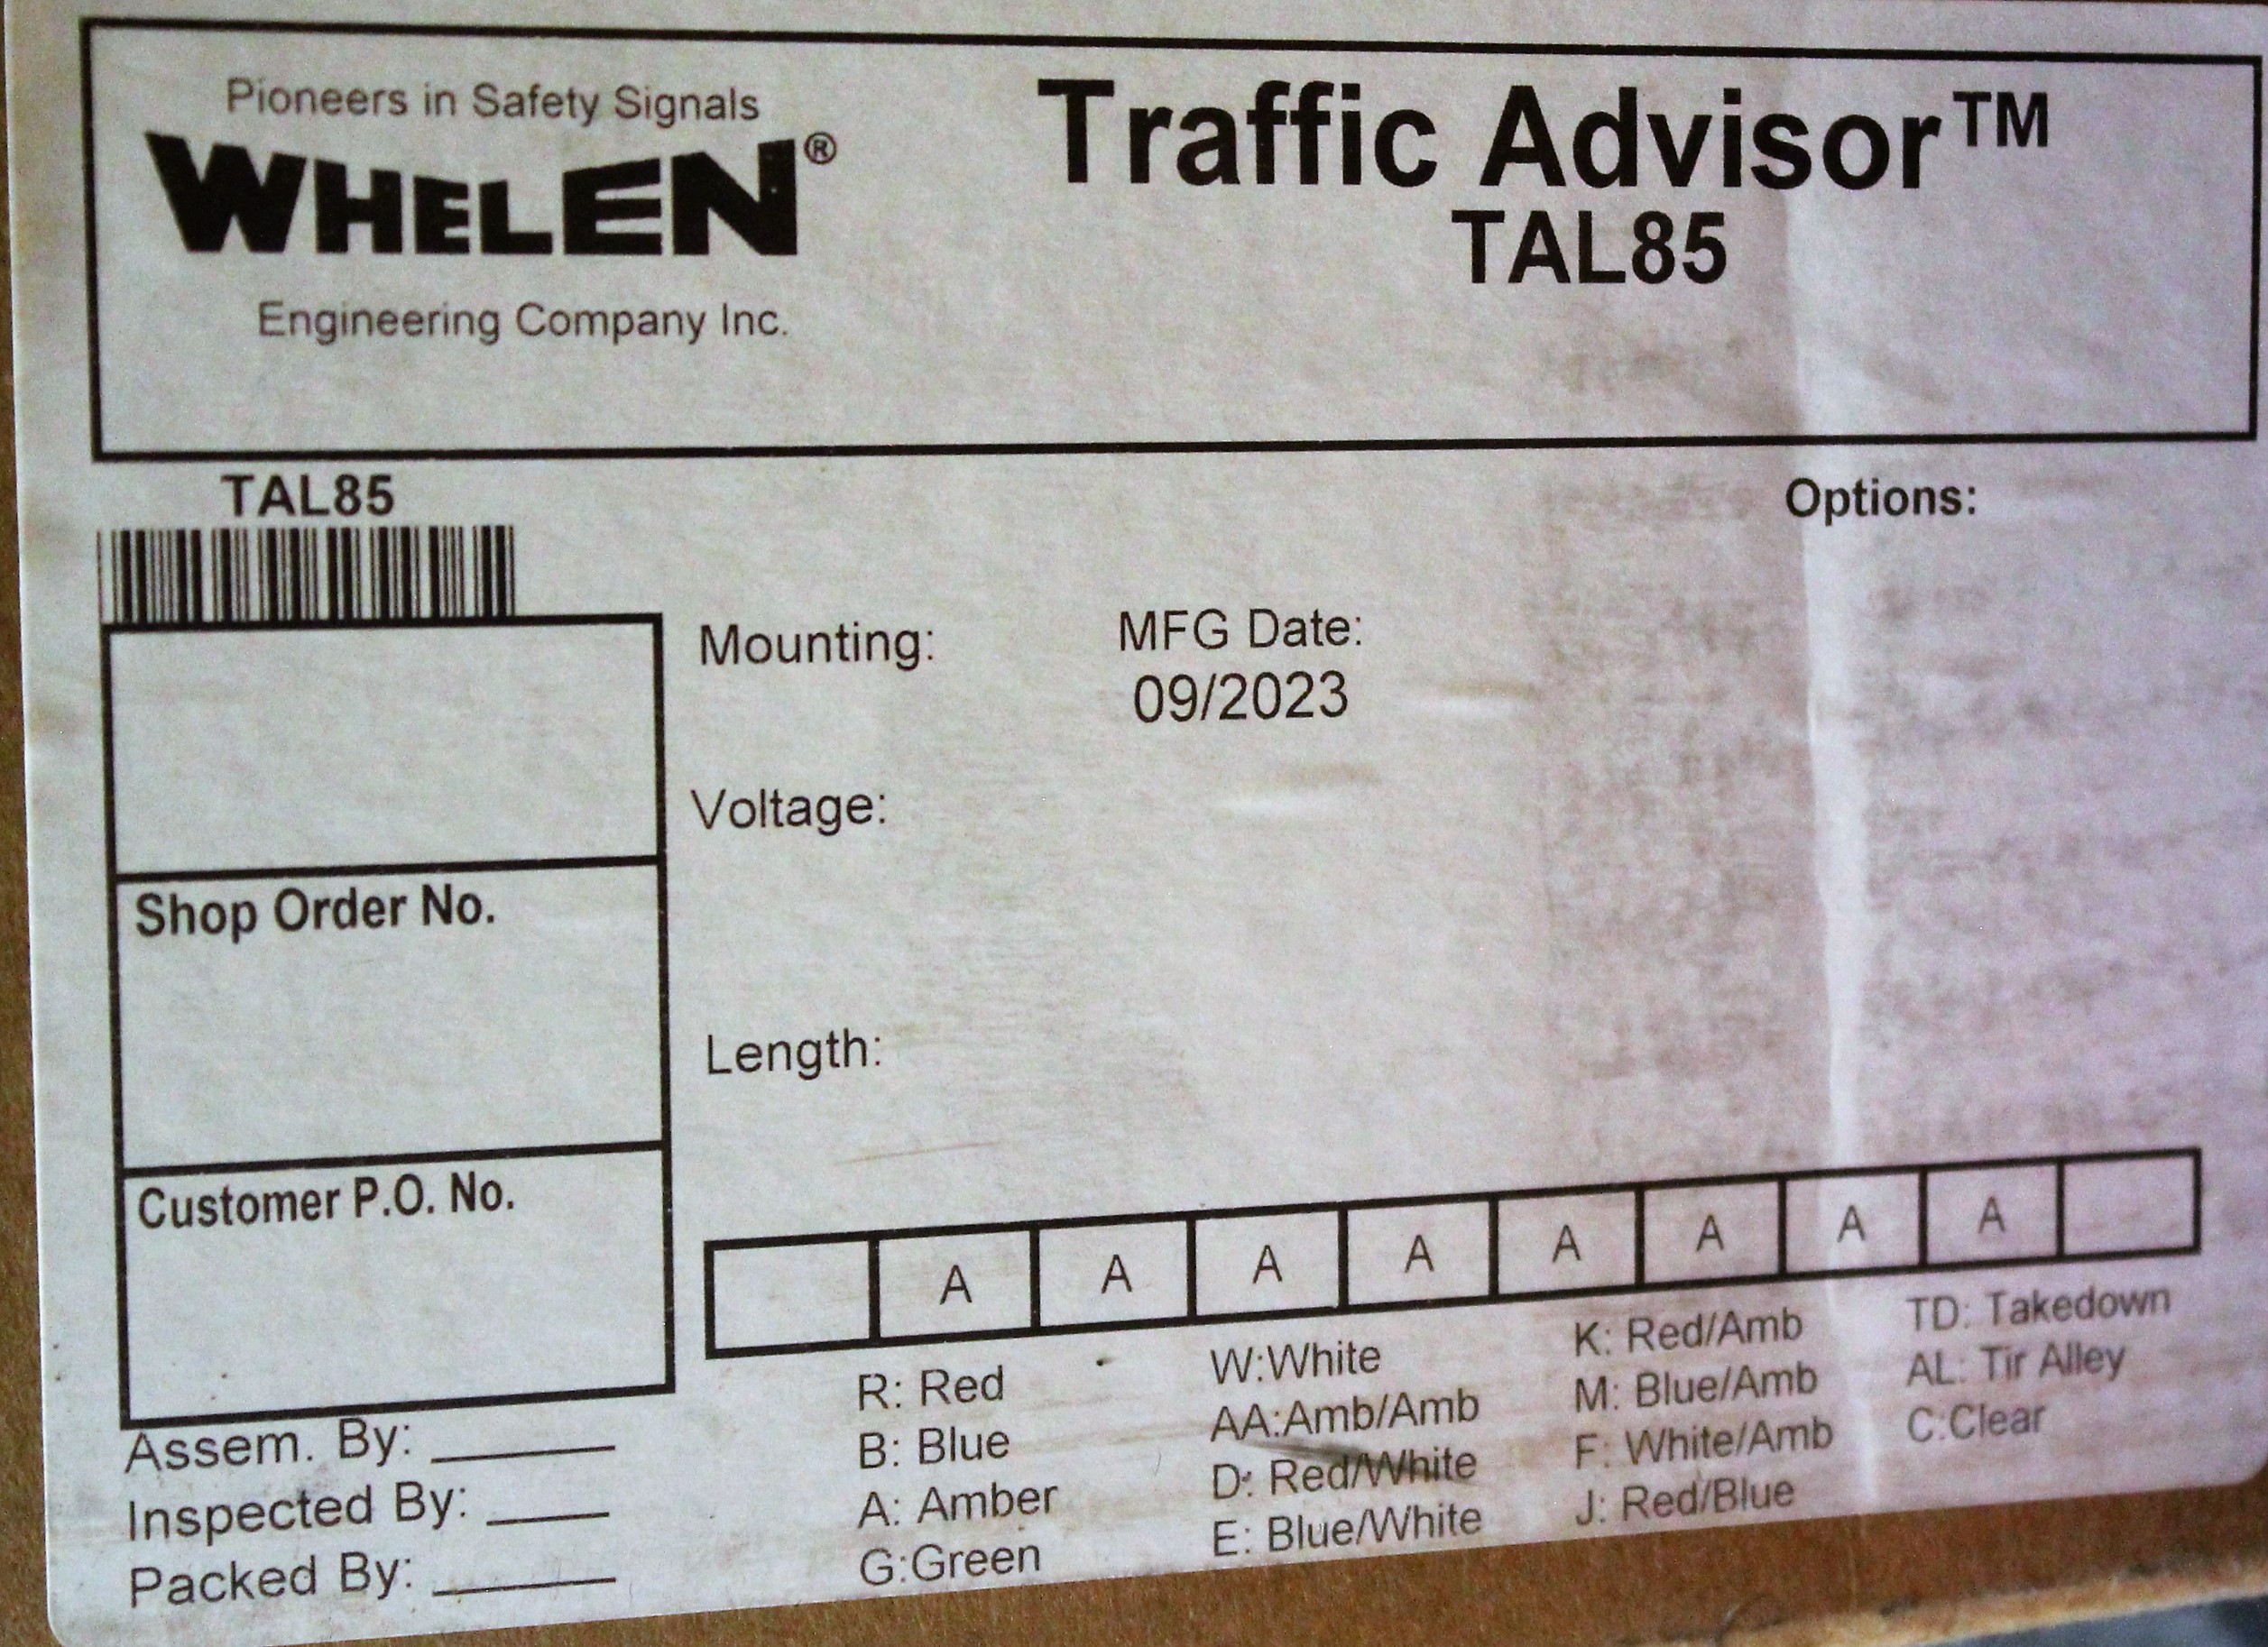 Pioneers in Safety Signals
WHELEN®
Engineering Company Inc.
Traffic Advisor™
TAL85
TAL85
Options:
Mounting:
MFG Date:
09/2023
Voltage:
Shop Order No.
Length:
Customer P.O. No.
A A A A A A A A
R: Red
B: Blue
A: Amber
G:Green
W:White
AA:Amb/Amb
D: Red/White
E: Blue/White
K: Red/Amb
M: Blue/Amb
F: White/Amb
J: Red/Blue
TD: Takedown
AL: Tir Alley
C:Clear
Assem. By:
Inspected By:
Packed By: